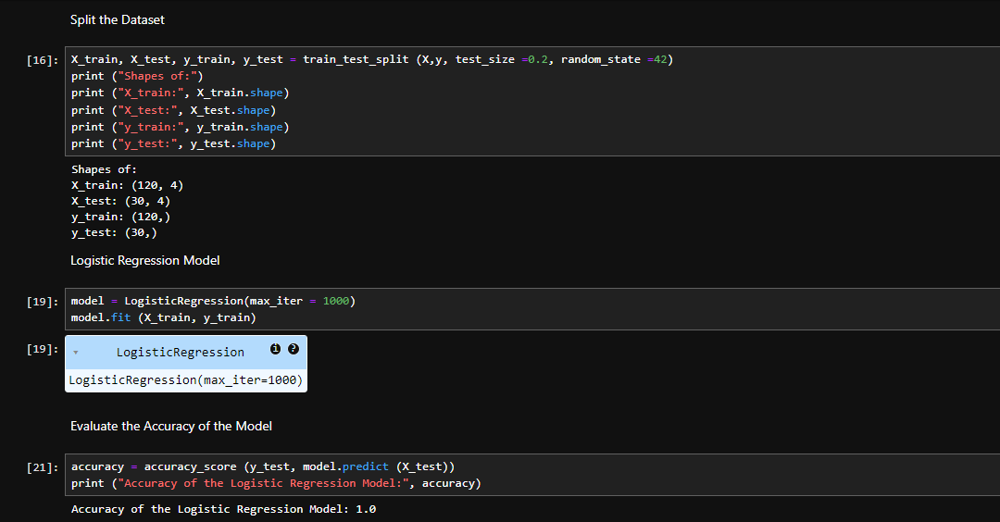 Split the Dataset
[16]: X_train, X_test, y_train, y_test = train_test_split (X,y, test_size =0.2, random_state =42)
print ("Shapes of:")
print ("X_train:", X_train.shape)
print ("X_test:", X_test.shape)
print ("y_train:", y_train.shape)
print ("y_test:", y_test.shape)
Shapes of:
X_train: (120, 4)
X_test: (30, 4)
y_train: (120,)
y_test: (30,)
Logistic Regression Model
[19]: model = LogisticRegression(max_iter = 1000)
model.fit (X_train, y_train)
[19]: LogisticRegression i ?
LogisticRegression(max_iter=1000)
Evaluate the Accuracy of the Model
[21]: accuracy = accuracy_score (y_test, model.predict (X_test))
print ("Accuracy of the Logistic Regression Model:", accuracy)
Accuracy of the Logistic Regression Model: 1.0